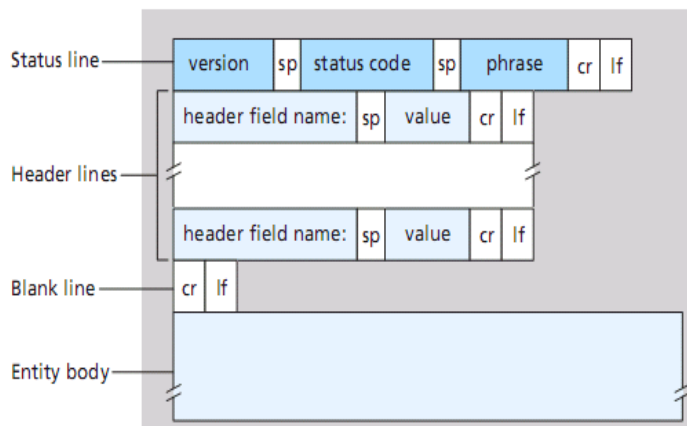 Status line
version sp status code sp phrase cr lf
header field name: sp value cr lf
Header lines
header field name: sp value cr lf
Blank line
cr lf
Entity body